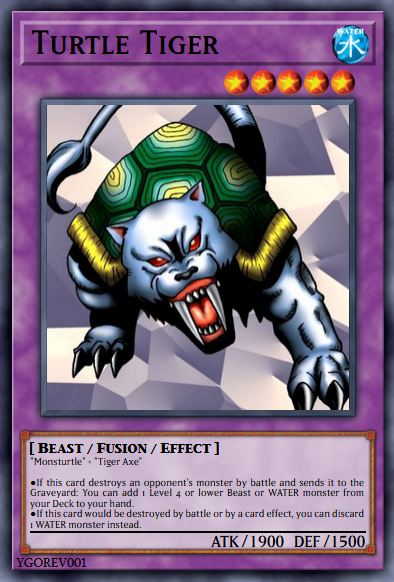 Turtle Tiger
WATER
水
[ Beast / Fusion / Effect ]
"Monsturtle" + "Tiger Axe"
●If this card destroys an opponent's monster by battle and sends it to the
Graveyard: You can add 1 Level 4 or lower Beast or WATER monster from
your Deck to your hand.
●If this card would be destroyed by battle or by a card effect, you can discard
1 WATER monster instead.
ATK/1900 DEF/1500
YGOREV001